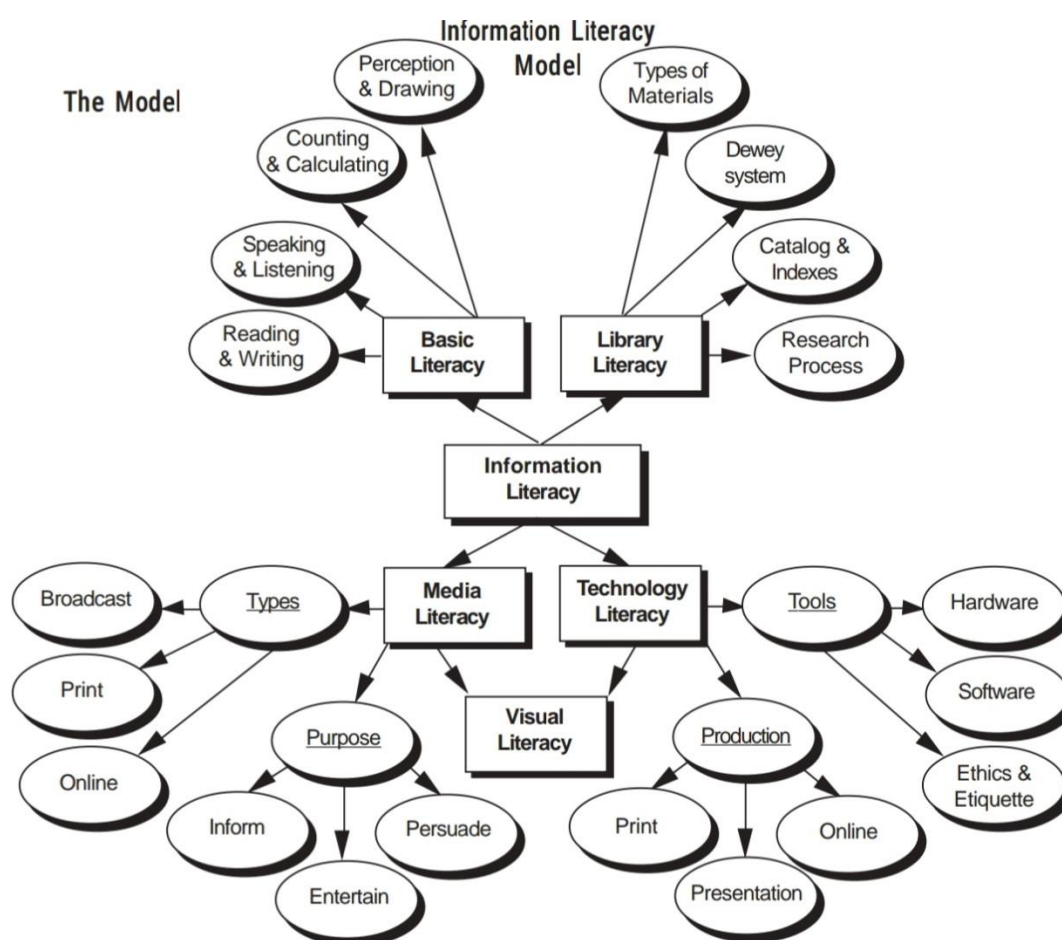 Information Literacy
Model
The Model
Perception
& Drawing
Types of
Materials
Counting
& Calculating
Dewey
system
Speaking
& Listening
Catalog &
Indexes
Reading
& Writing
Basic
Literacy
Library
Literacy
Research
Process
Information
Literacy
Broadcast
Types
Media
Literacy
Technology
Literacy
Tools
Hardware
Print
Software
Visual
Literacy
Purpose
Production
Online
Ethics &
Etiquette
Inform
Persuade
Print
Online
Entertain
Presentation